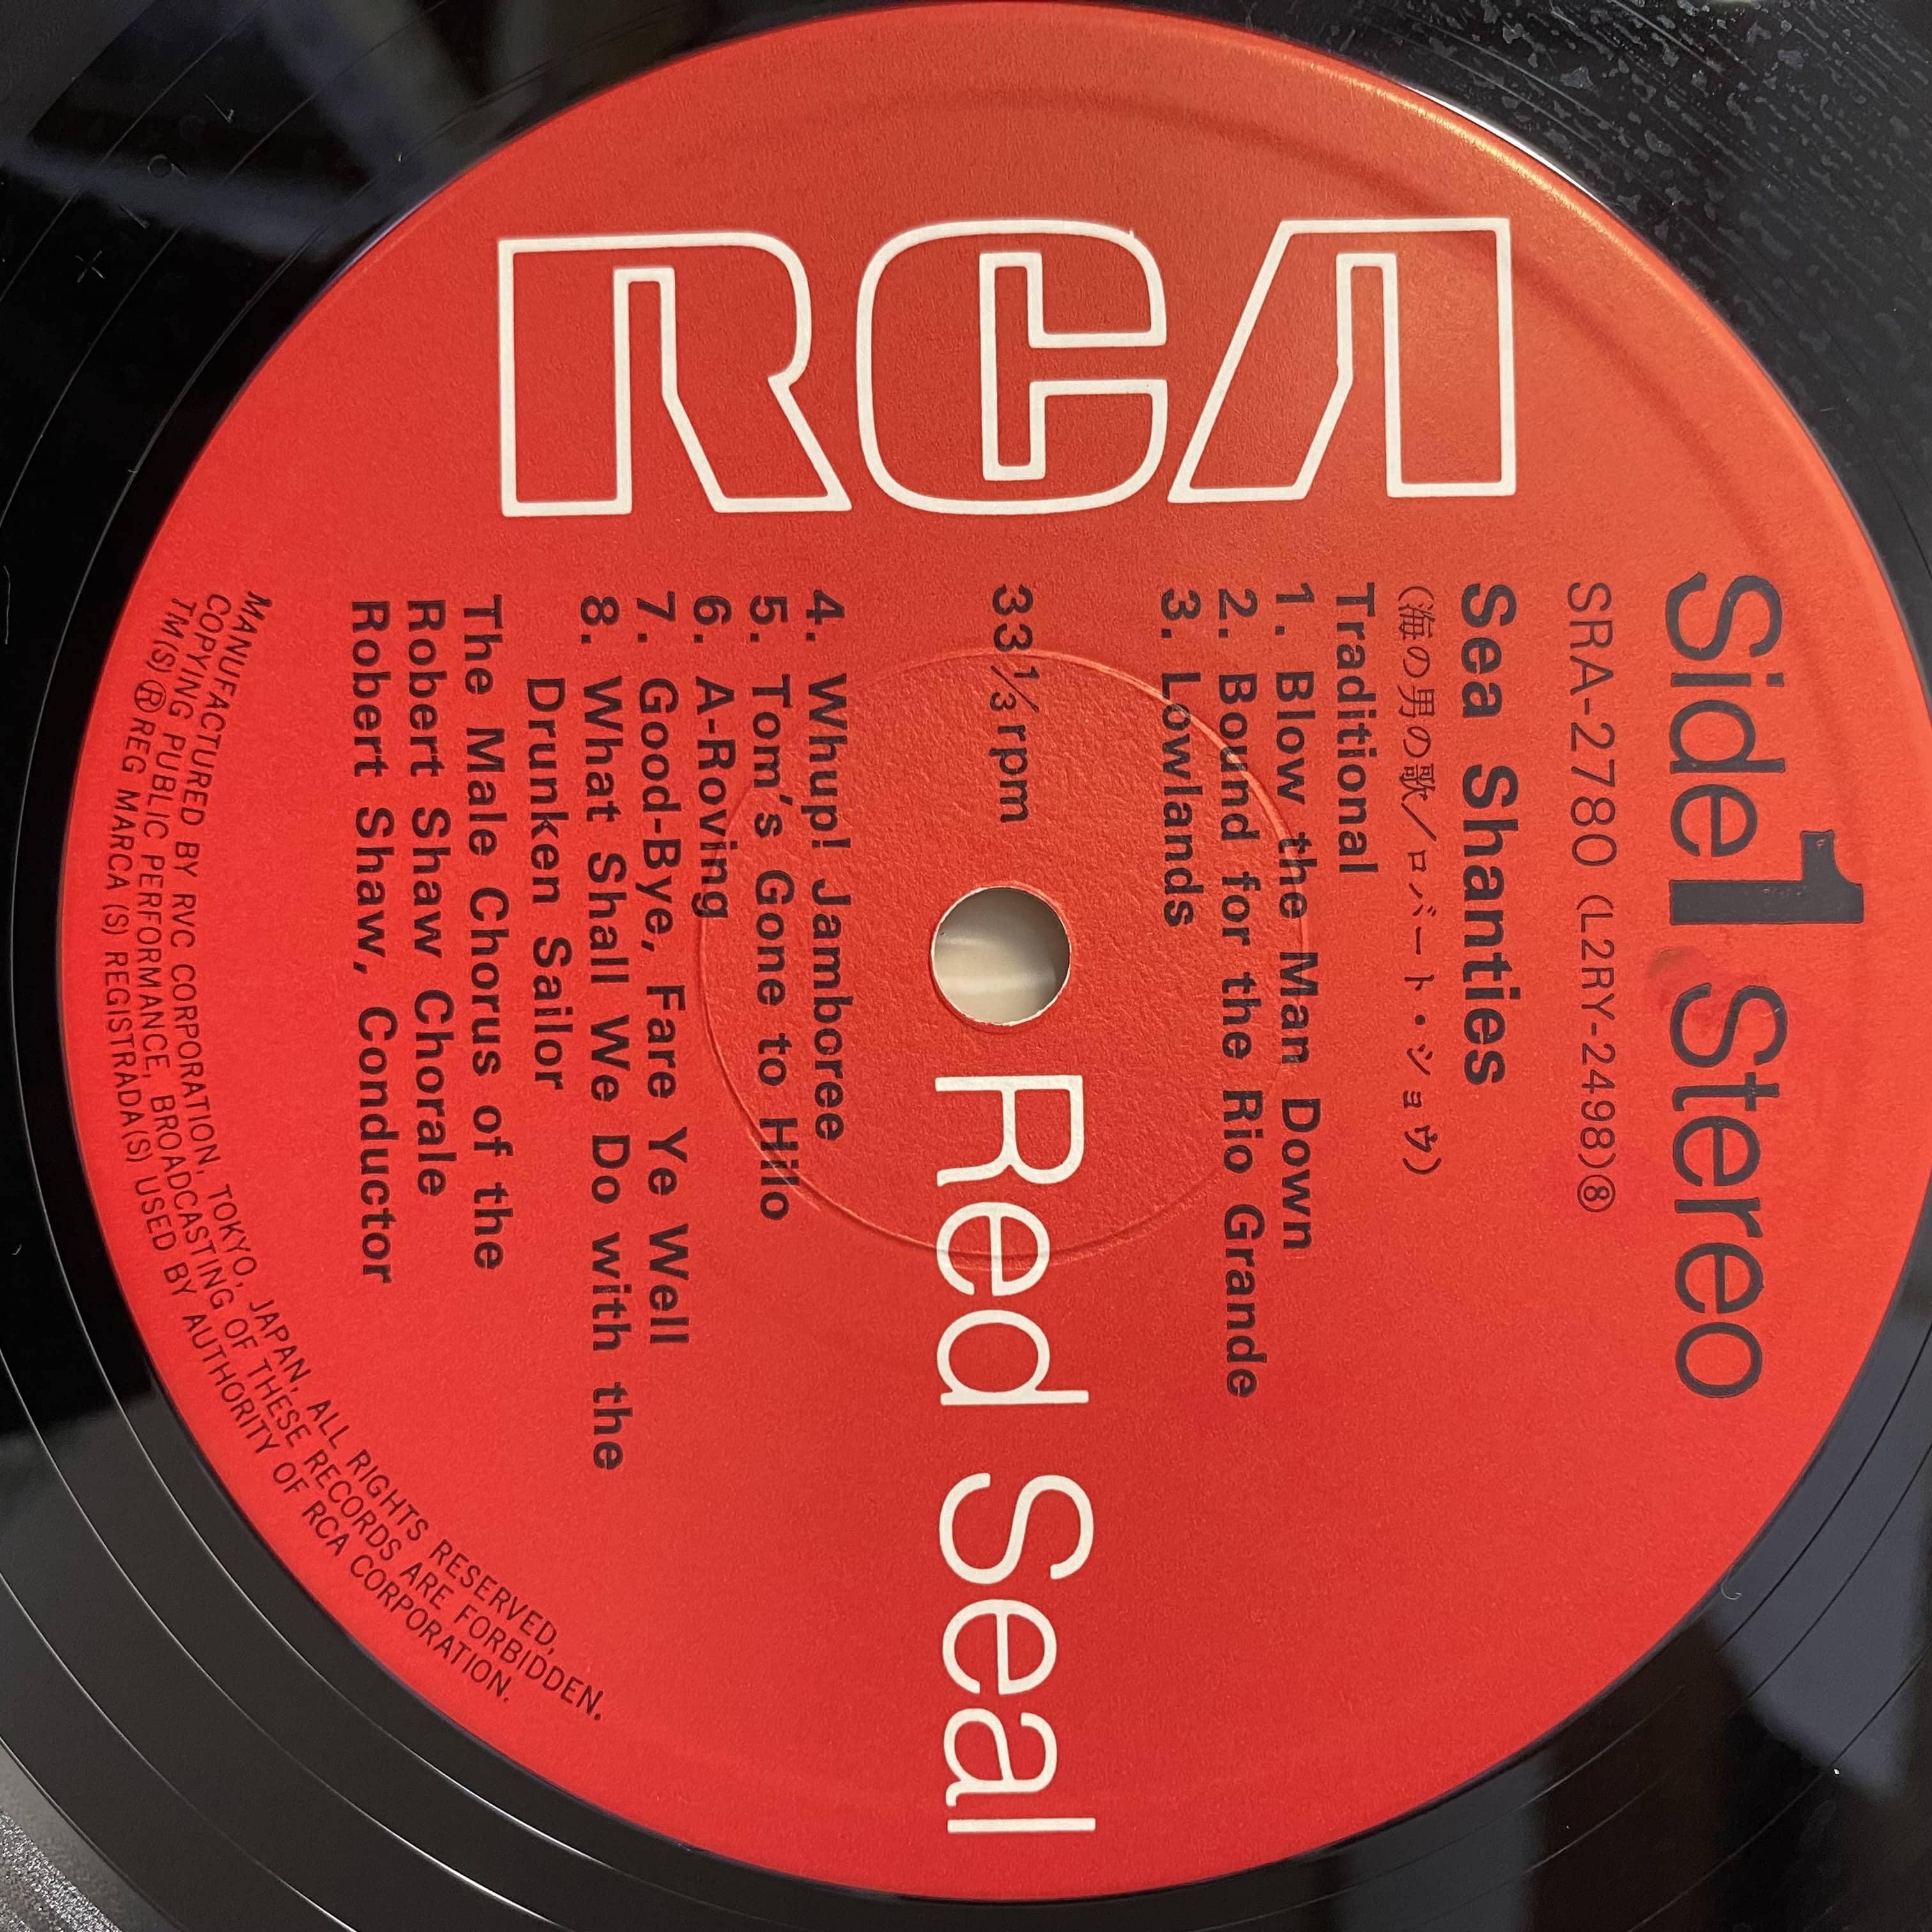 RCA
Side 1 Stereo
SRA-2780 (L2RY-2498)⑧
Sea Shanties
(海の男の歌／ロバート・ショウ)
Traditional
1. Blow the Man Down
2. Bound for the Rio Grande
3. Lowlands
33⅓ rpm
Red Seal
4. Whup! Jamboree
5. Tom's Gone to Hilo
6. A-Roving
7. Good-Bye, Fare Ye Well
8. What Shall We Do with the
Drunken Sailor
The Male Chorus of the
Robert Shaw Chorale
Robert Shaw, Conductor
MANUFACTURED BY RVC CORPORATION, TOKYO, JAPAN, ALL RIGHTS RESERVED,
COPYING PUBLIC PERFORMANCE, BROADCASTING OF THESE RECORDS ARE FORBIDDEN.
TM(S) ® REG MARCA (S) REGISTRADA(S) USED BY AUTHORITY OF RCA CORPORATION.